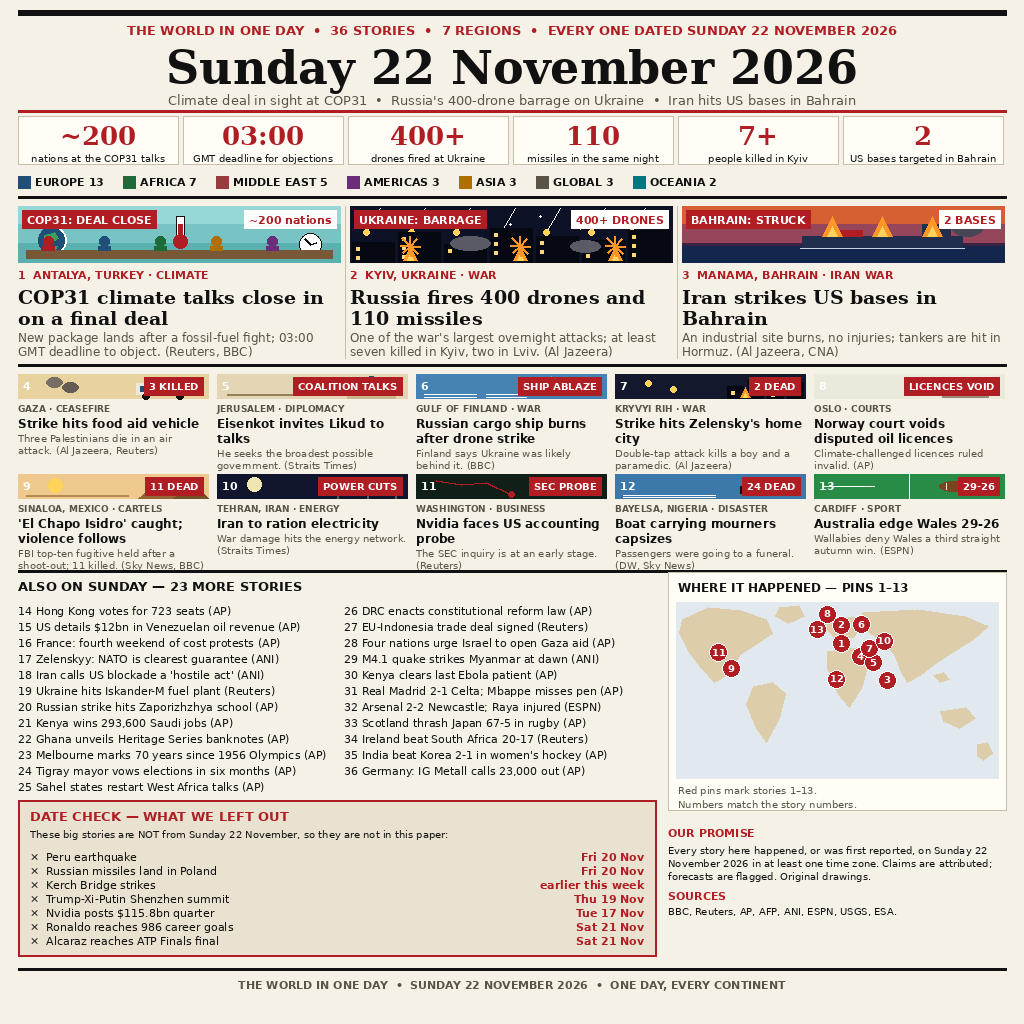 THE WORLD IN ONE DAY • 36 STORIES • 7 REGIONS • EVERY ONE DATED SUNDAY 22 NOVEMBER 2026
Sunday 22 November 2026
Climate deal in sight at COP31 • Russia's 400-drone barrage on Ukraine • Iran hits US bases in Bahrain
~200
nations at the COP31 talks
03:00
GMT deadline for objections
400+
drones fired at Ukraine
110
missiles in the same night
7+
people killed in Kyiv
2
US bases targeted in Bahrain
EUROPE 13
AFRICA 7
MIDDLE EAST 5
AMERICAS 3
ASIA 3
GLOBAL 3
OCEANIA 2
COP31: DEAL CLOSE
~200 nations
1 ANTALYA, TURKEY · CLIMATE
COP31 climate talks close in
on a final deal
New package lands after a fossil-fuel fight; 03:00
GMT deadline to object. (Reuters, BBC)
UKRAINE: BARRAGE
400+ DRONES
2 KYIV, UKRAINE · WAR
Russia fires 400 drones and
110 missiles
One of the war's largest overnight attacks; at least
seven killed in Kyiv, two in Lviv. (Al Jazeera)
BAHRAIN: STRUCK
2 BASES
3 MANAMA, BAHRAIN · IRAN WAR
Iran strikes US bases in
Bahrain
An industrial site burns, no injuries; tankers are hit in
Hormuz. (Al Jazeera, CNA)
4
3 KILLED
GAZA · CEASEFIRE
Strike hits food aid vehicle
Three Palestinians die in an air
attack. (Al Jazeera, Reuters)
5
COALITION TALKS
JERUSALEM · DIPLOMACY
Eisenkot invites Likud to
talks
He seeks the broadest possible
government. (Straits Times)
6
SHIP ABLAZE
GULF OF FINLAND · WAR
Russian cargo ship burns
after drone strike
Finland says Ukraine was likely
behind it. (BBC)
7
2 DEAD
KRYVYI RIH · WAR
Strike hits Zelensky's home
city
Double-tap attack kills a boy and a
paramedic. (Al Jazeera)
8
LICENCES VOID
OSLO · COURTS
Norway court voids
disputed oil licences
Climate-challenged licences ruled
invalid. (AP)
9
11 DEAD
SINALOA, MEXICO · CARTELS
'El Chapo Isidro' caught;
violence follows
FBI top-ten fugitive held after a
shoot-out; 11 killed. (Sky News, BBC)
10
POWER CUTS
TEHRAN, IRAN · ENERGY
Iran to ration electricity
War damage hits the energy network.
(Straits Times)
11
SEC PROBE
WASHINGTON · BUSINESS
Nvidia faces US accounting
probe
The SEC inquiry is at an early stage.
(Reuters)
12
24 DEAD
BAYELSA, NIGERIA · DISASTER
Boat carrying mourners
capsizes
Passengers were going to a funeral.
(DW, Sky News)
13
29-26
CARDIFF · SPORT
Australia edge Wales 29-26
Wallabies deny Wales a third straight
autumn win. (ESPN)
ALSO ON SUNDAY — 23 MORE STORIES
14 Hong Kong votes for 723 seats (AP)
15 US details $12bn in Venezuelan oil revenue (AP)
16 France: fourth weekend of cost protests (AP)
17 Zelenskyy: NATO is clearest guarantee (ANI)
18 Iran calls US blockade a 'hostile act' (ANI)
19 Ukraine hits Iskander-M fuel plant (Reuters)
20 Russian strike hits Zaporizhzhya school (AP)
21 Kenya wins 293,600 Saudi jobs (AP)
22 Ghana unveils Heritage Series banknotes (AP)
23 Melbourne marks 70 years since 1956 Olympics (AP)
24 Tigray mayor vows elections in six months (AP)
25 Sahel states restart West Africa talks (AP)
26 DRC enacts constitutional reform law (AP)
27 EU-Indonesia trade deal signed (Reuters)
28 Four nations urge Israel to open Gaza aid (AP)
29 M4.1 quake strikes Myanmar at dawn (ANI)
30 Kenya clears last Ebola patient (AP)
31 Real Madrid 2-1 Celta; Mbappe misses pen (AP)
32 Arsenal 2-2 Newcastle; Raya injured (ESPN)
33 Scotland thrash Japan 67-5 in rugby (AP)
34 Ireland beat South Africa 20-17 (Reuters)
35 India beat Korea 2-1 in women's hockey (AP)
36 Germany: IG Metall calls 23,000 out (AP)
WHERE IT HAPPENED — PINS 1–13
8
13
2
6
1
10
4
7
5
11
9
12
3
Red pins mark stories 1–13.
Numbers match the story numbers.
DATE CHECK — WHAT WE LEFT OUT
These big stories are NOT from Sunday 22 November, so they are not in this paper:
× Peru earthquake Fri 20 Nov
× Russian missiles land in Poland Fri 20 Nov
× Kerch Bridge strikes earlier this week
× Trump-Xi-Putin Shenzhen summit Thu 19 Nov
× Nvidia posts $115.8bn quarter Tue 17 Nov
× Ronaldo reaches 986 career goals Sat 21 Nov
× Alcaraz reaches ATP Finals final Sat 21 Nov
OUR PROMISE
Every story here happened, or was first reported, on Sunday 22
November 2026 in at least one time zone. Claims are attributed;
forecasts are flagged. Original drawings.
SOURCES
BBC, Reuters, AP, AFP, ANI, ESPN, USGS, ESA.
THE WORLD IN ONE DAY • SUNDAY 22 NOVEMBER 2026 • ONE DAY, EVERY CONTINENT